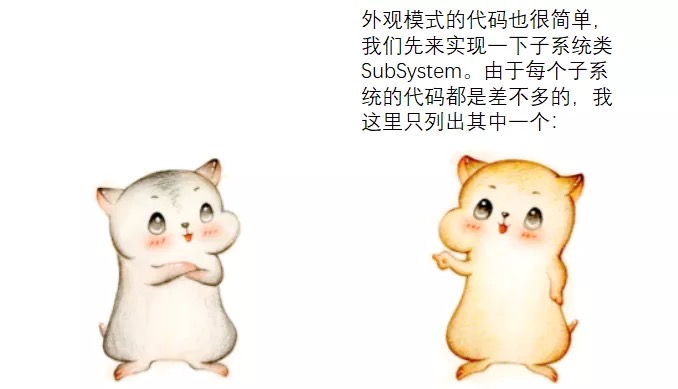 外观模式的代码也很简单，
我们先来实现一下子系统类
SubSystem。由于每个子系
统的代码都是差不多的，我
这里只列出其中一个：